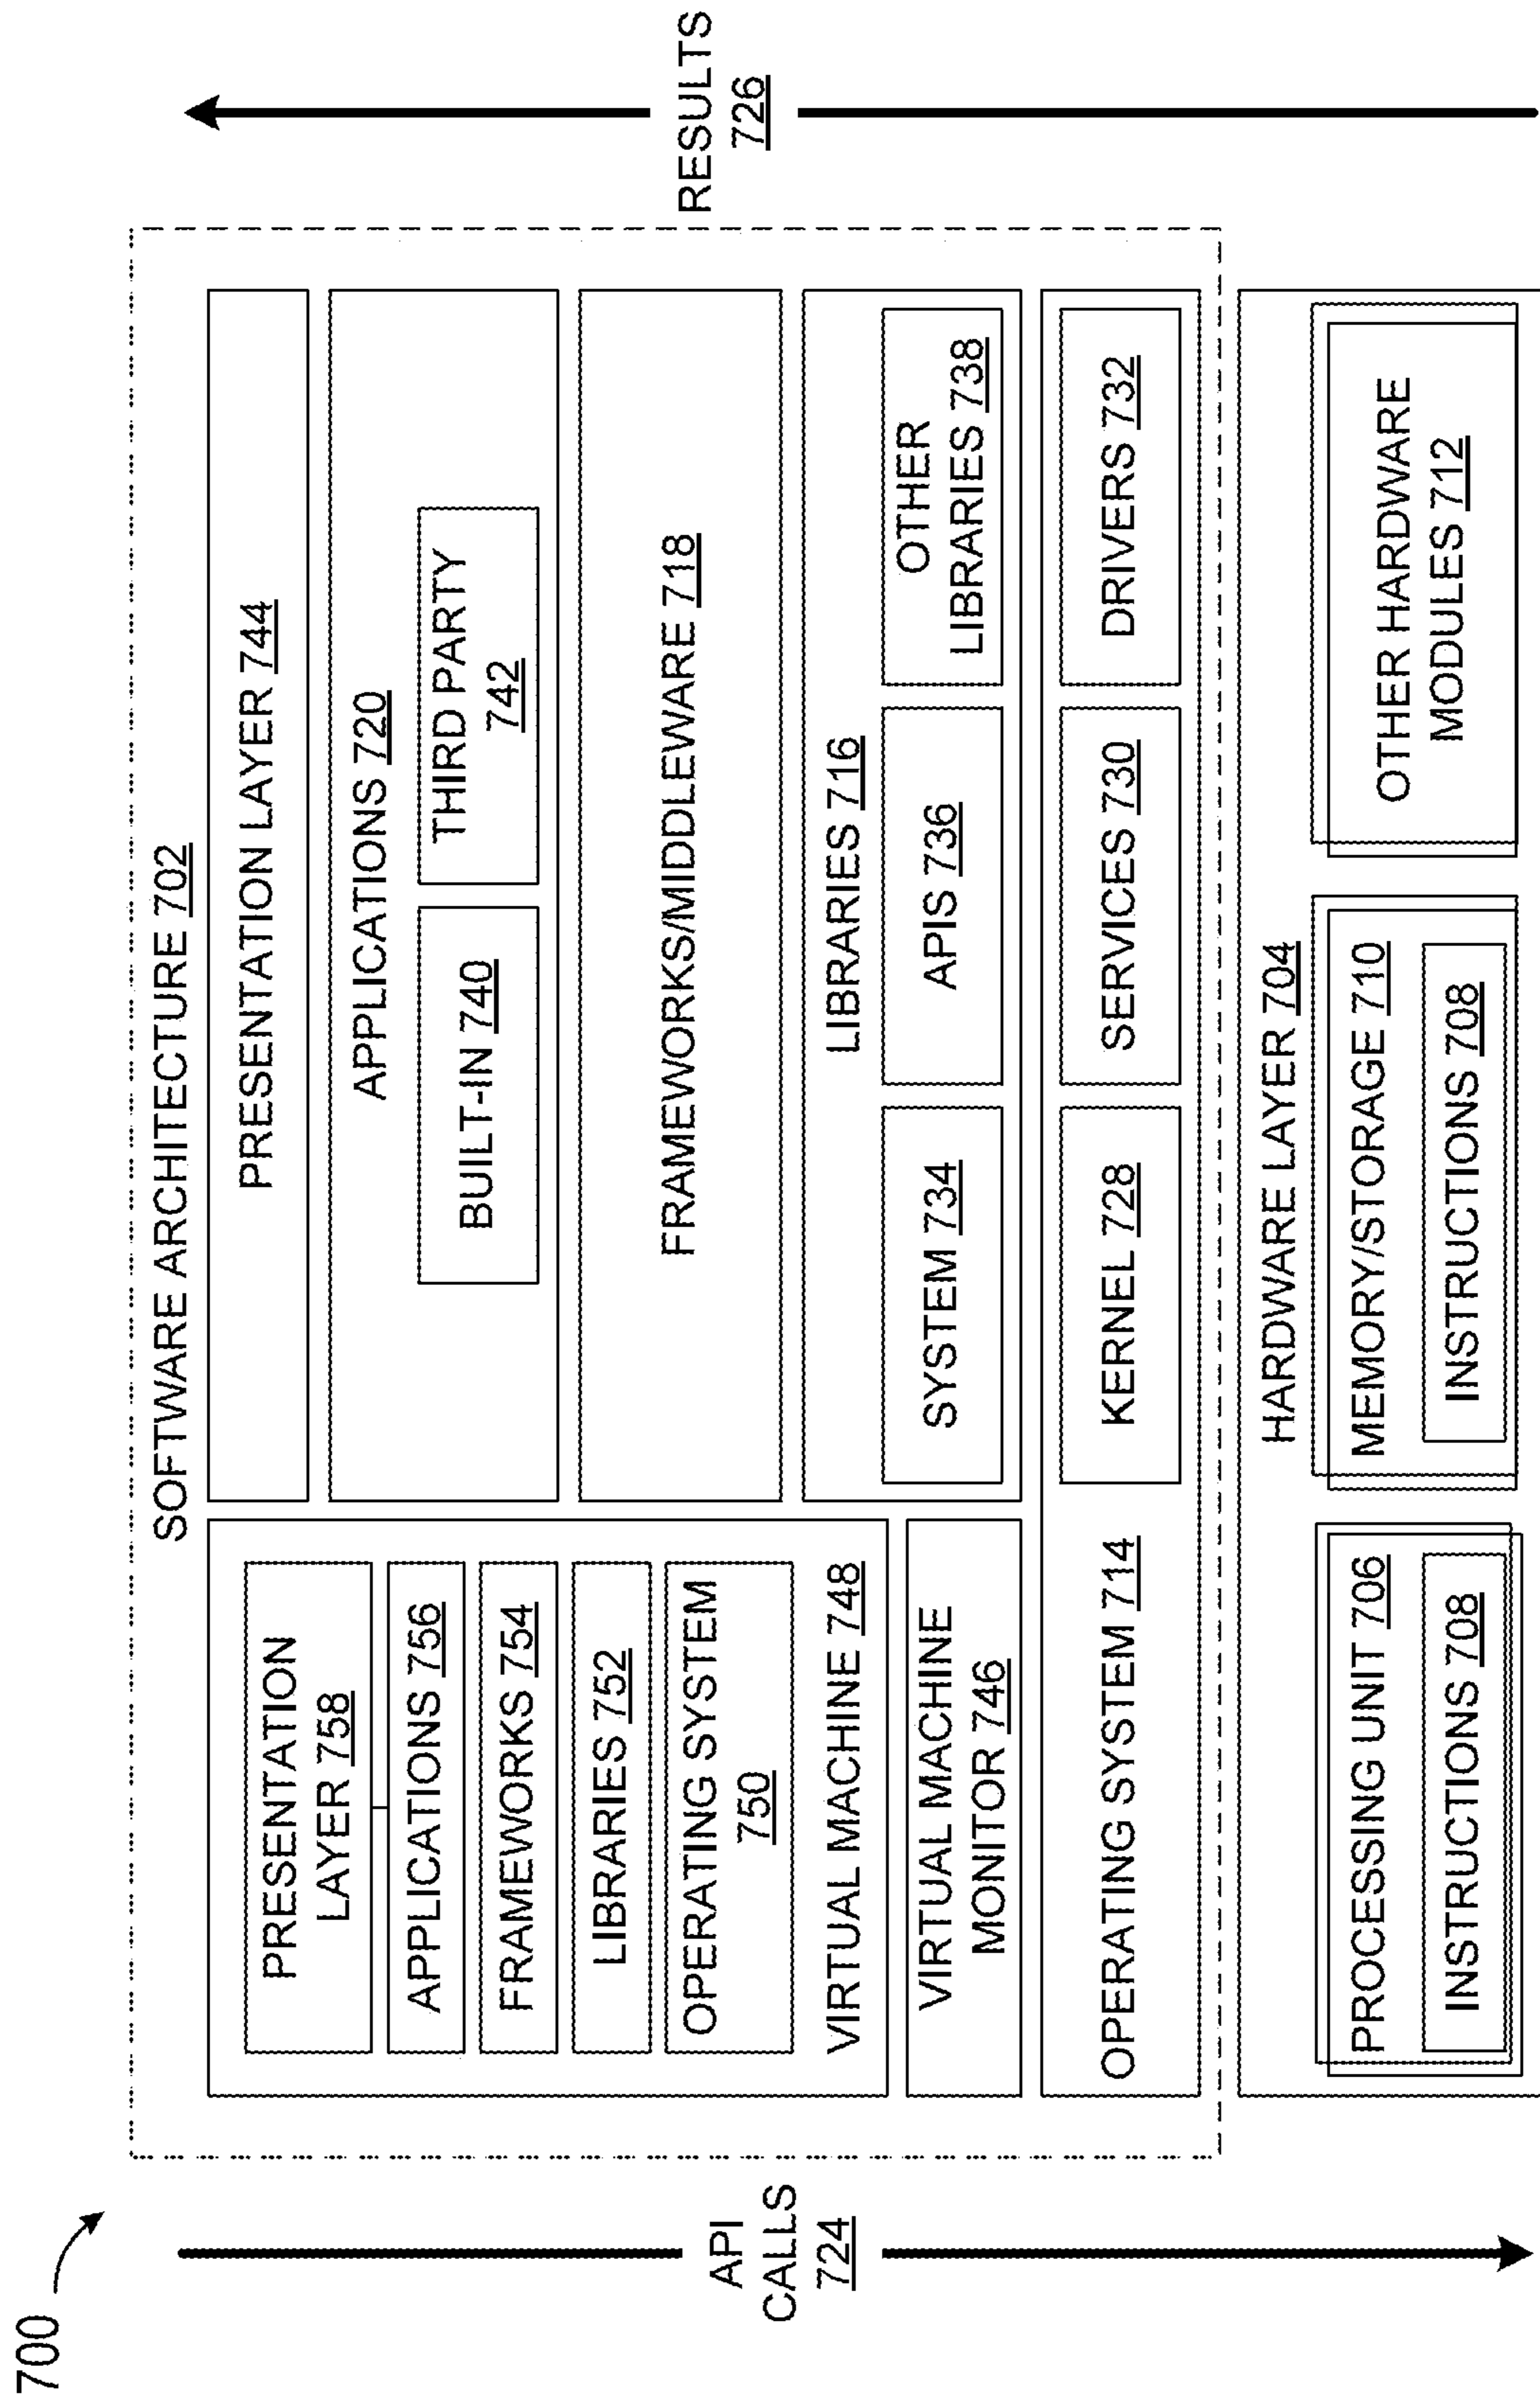 700
SOFTWARE ARCHITECTURE 702
PRESENTATION
LAYER 758
APPLICATIONS 756
FRAMEWORKS 754
LIBRARIES 752
OPERATING SYSTEM
750
VIRTUAL MACHINE 748
VIRTUAL MACHINE
MONITOR 746
PRESENTATION LAYER 744
APPLICATIONS 720
BUILT-IN 740
THIRD PARTY
742
FRAMEWORKS/MIDDLEWARE 718
LIBRARIES 716
SYSTEM 734
APIS 736
OTHER
LIBRARIES 738
OPERATING SYSTEM 714
KERNEL 728
SERVICES 730
DRIVERS 732
API
CALLS
724
RESULTS
726
HARDWARE LAYER 704
PROCESSING UNIT 706
INSTRUCTIONS 708
MEMORY/STORAGE 710
INSTRUCTIONS 708
OTHER HARDWARE
MODULES 712